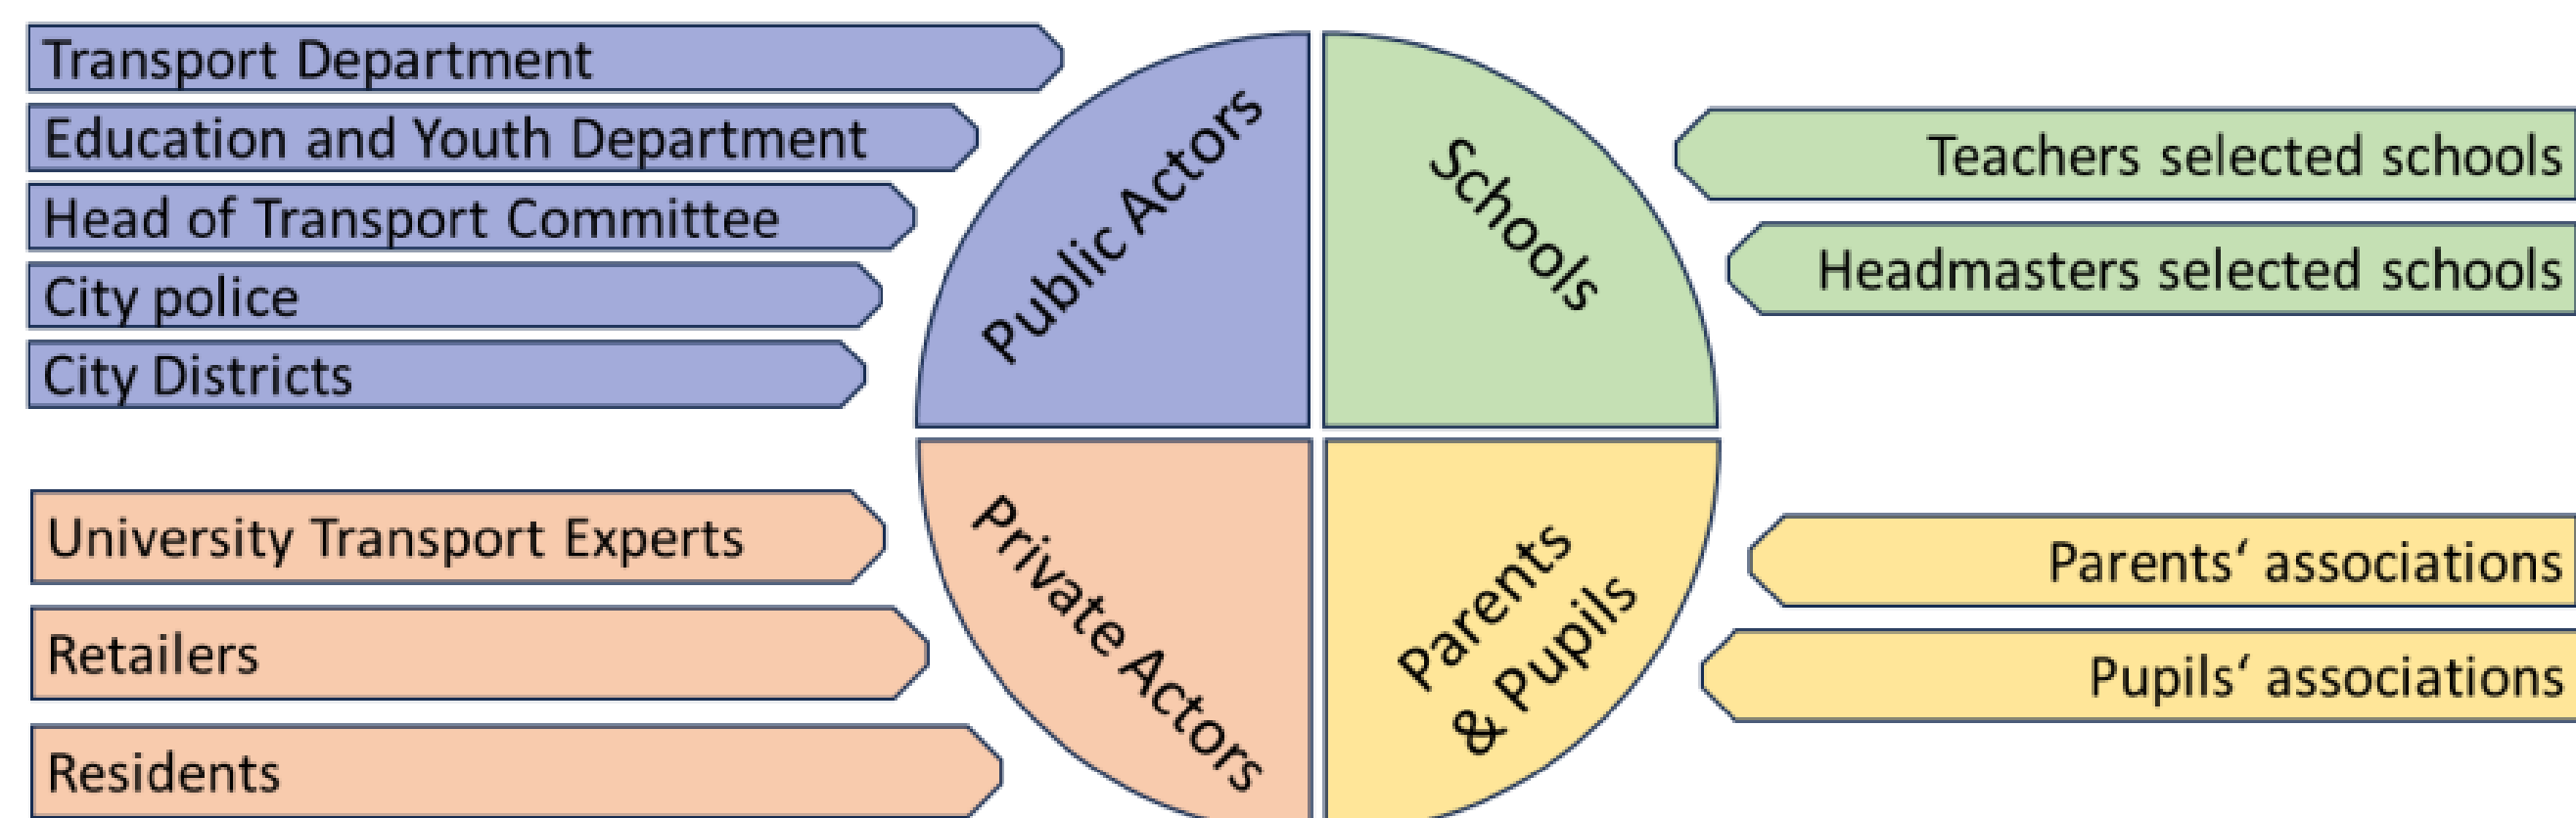 Transport Department
Education and Youth Department
Head of Transport Committee
City police
City Districts
Public Actors
Schools
Teachers selected schools
Headmasters selected schools
University Transport Experts
Retailers
Residents
Private Actors
Parents
& Pupils
Parents‘ associations
Pupils‘ associations